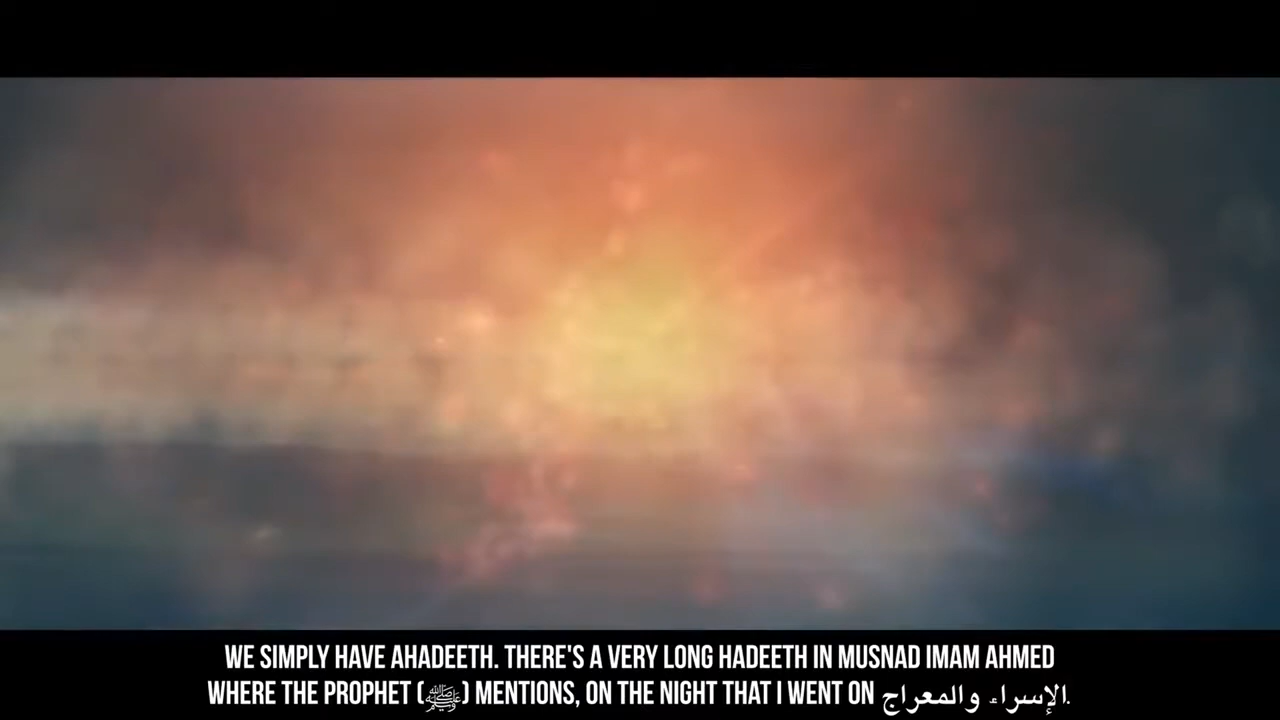 WE SIMPLY HAVE AHADEETH. THERE'S A VERY LONG HADEETH IN MUSNAD IMAM AHMED
WHERE THE PROPHET (ﷺ) MENTIONS, ON THE NIGHT THAT I WENT ON الإسراء والمعراج.